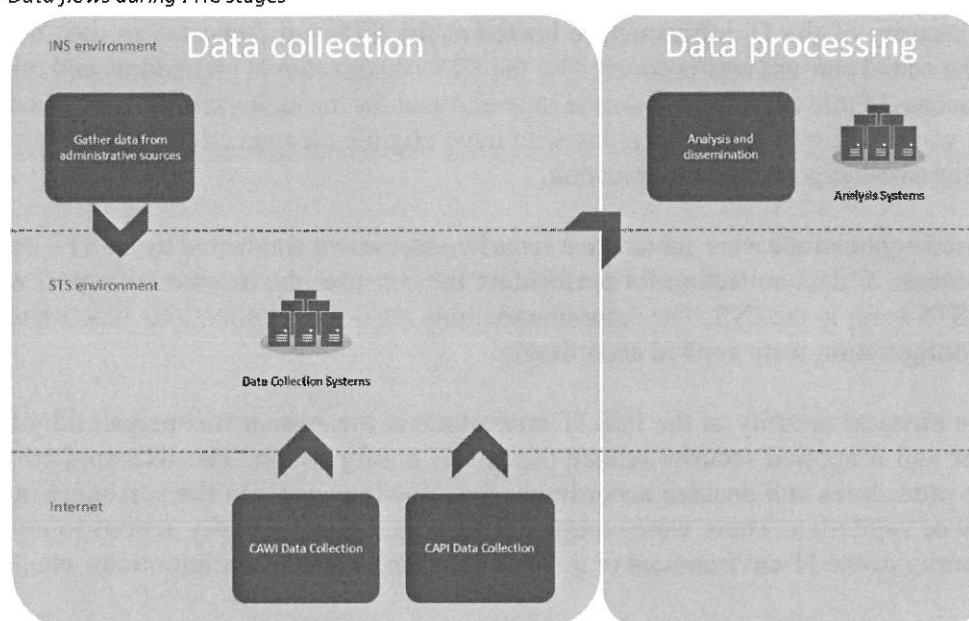 Data flows during PHC stages
INS environment
Data collection
Data processing
Gather data from
administrative sources
Analysis and
dissemination
Analysis Systems
STS environment
Data Collection Systems
Internet
CAWI Data Collection
CAPI Data Collection